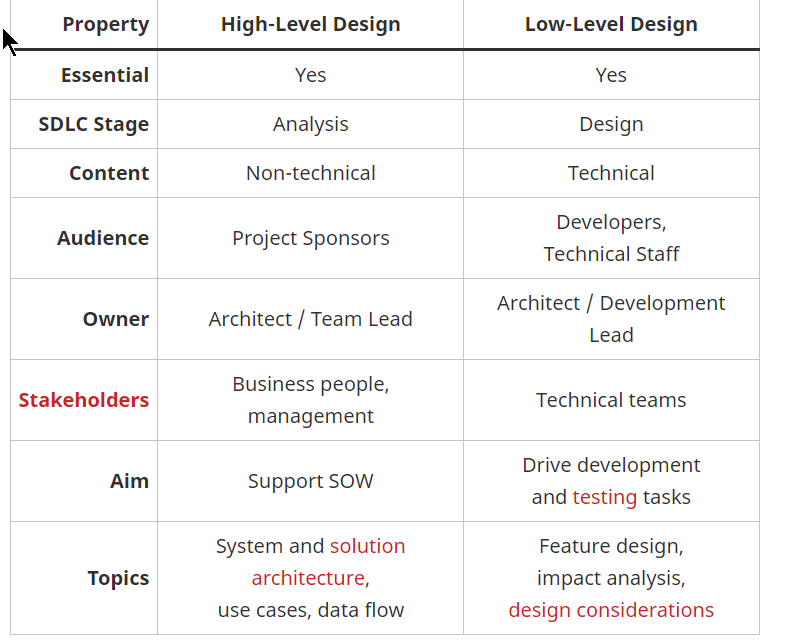 Property High-Level Design Low-Level Design
Essential Yes Yes
SDLC Stage Analysis Design
Content Non-technical Technical
Audience Project Sponsors Developers,
Technical Staff
Owner Architect / Team Lead Architect / Development
Lead
Stakeholders Business people,
management Technical teams
Aim Support SOW Drive development
and testing tasks
Topics System and solution
architecture,
use cases, data flow Feature design,
impact analysis,
design considerations